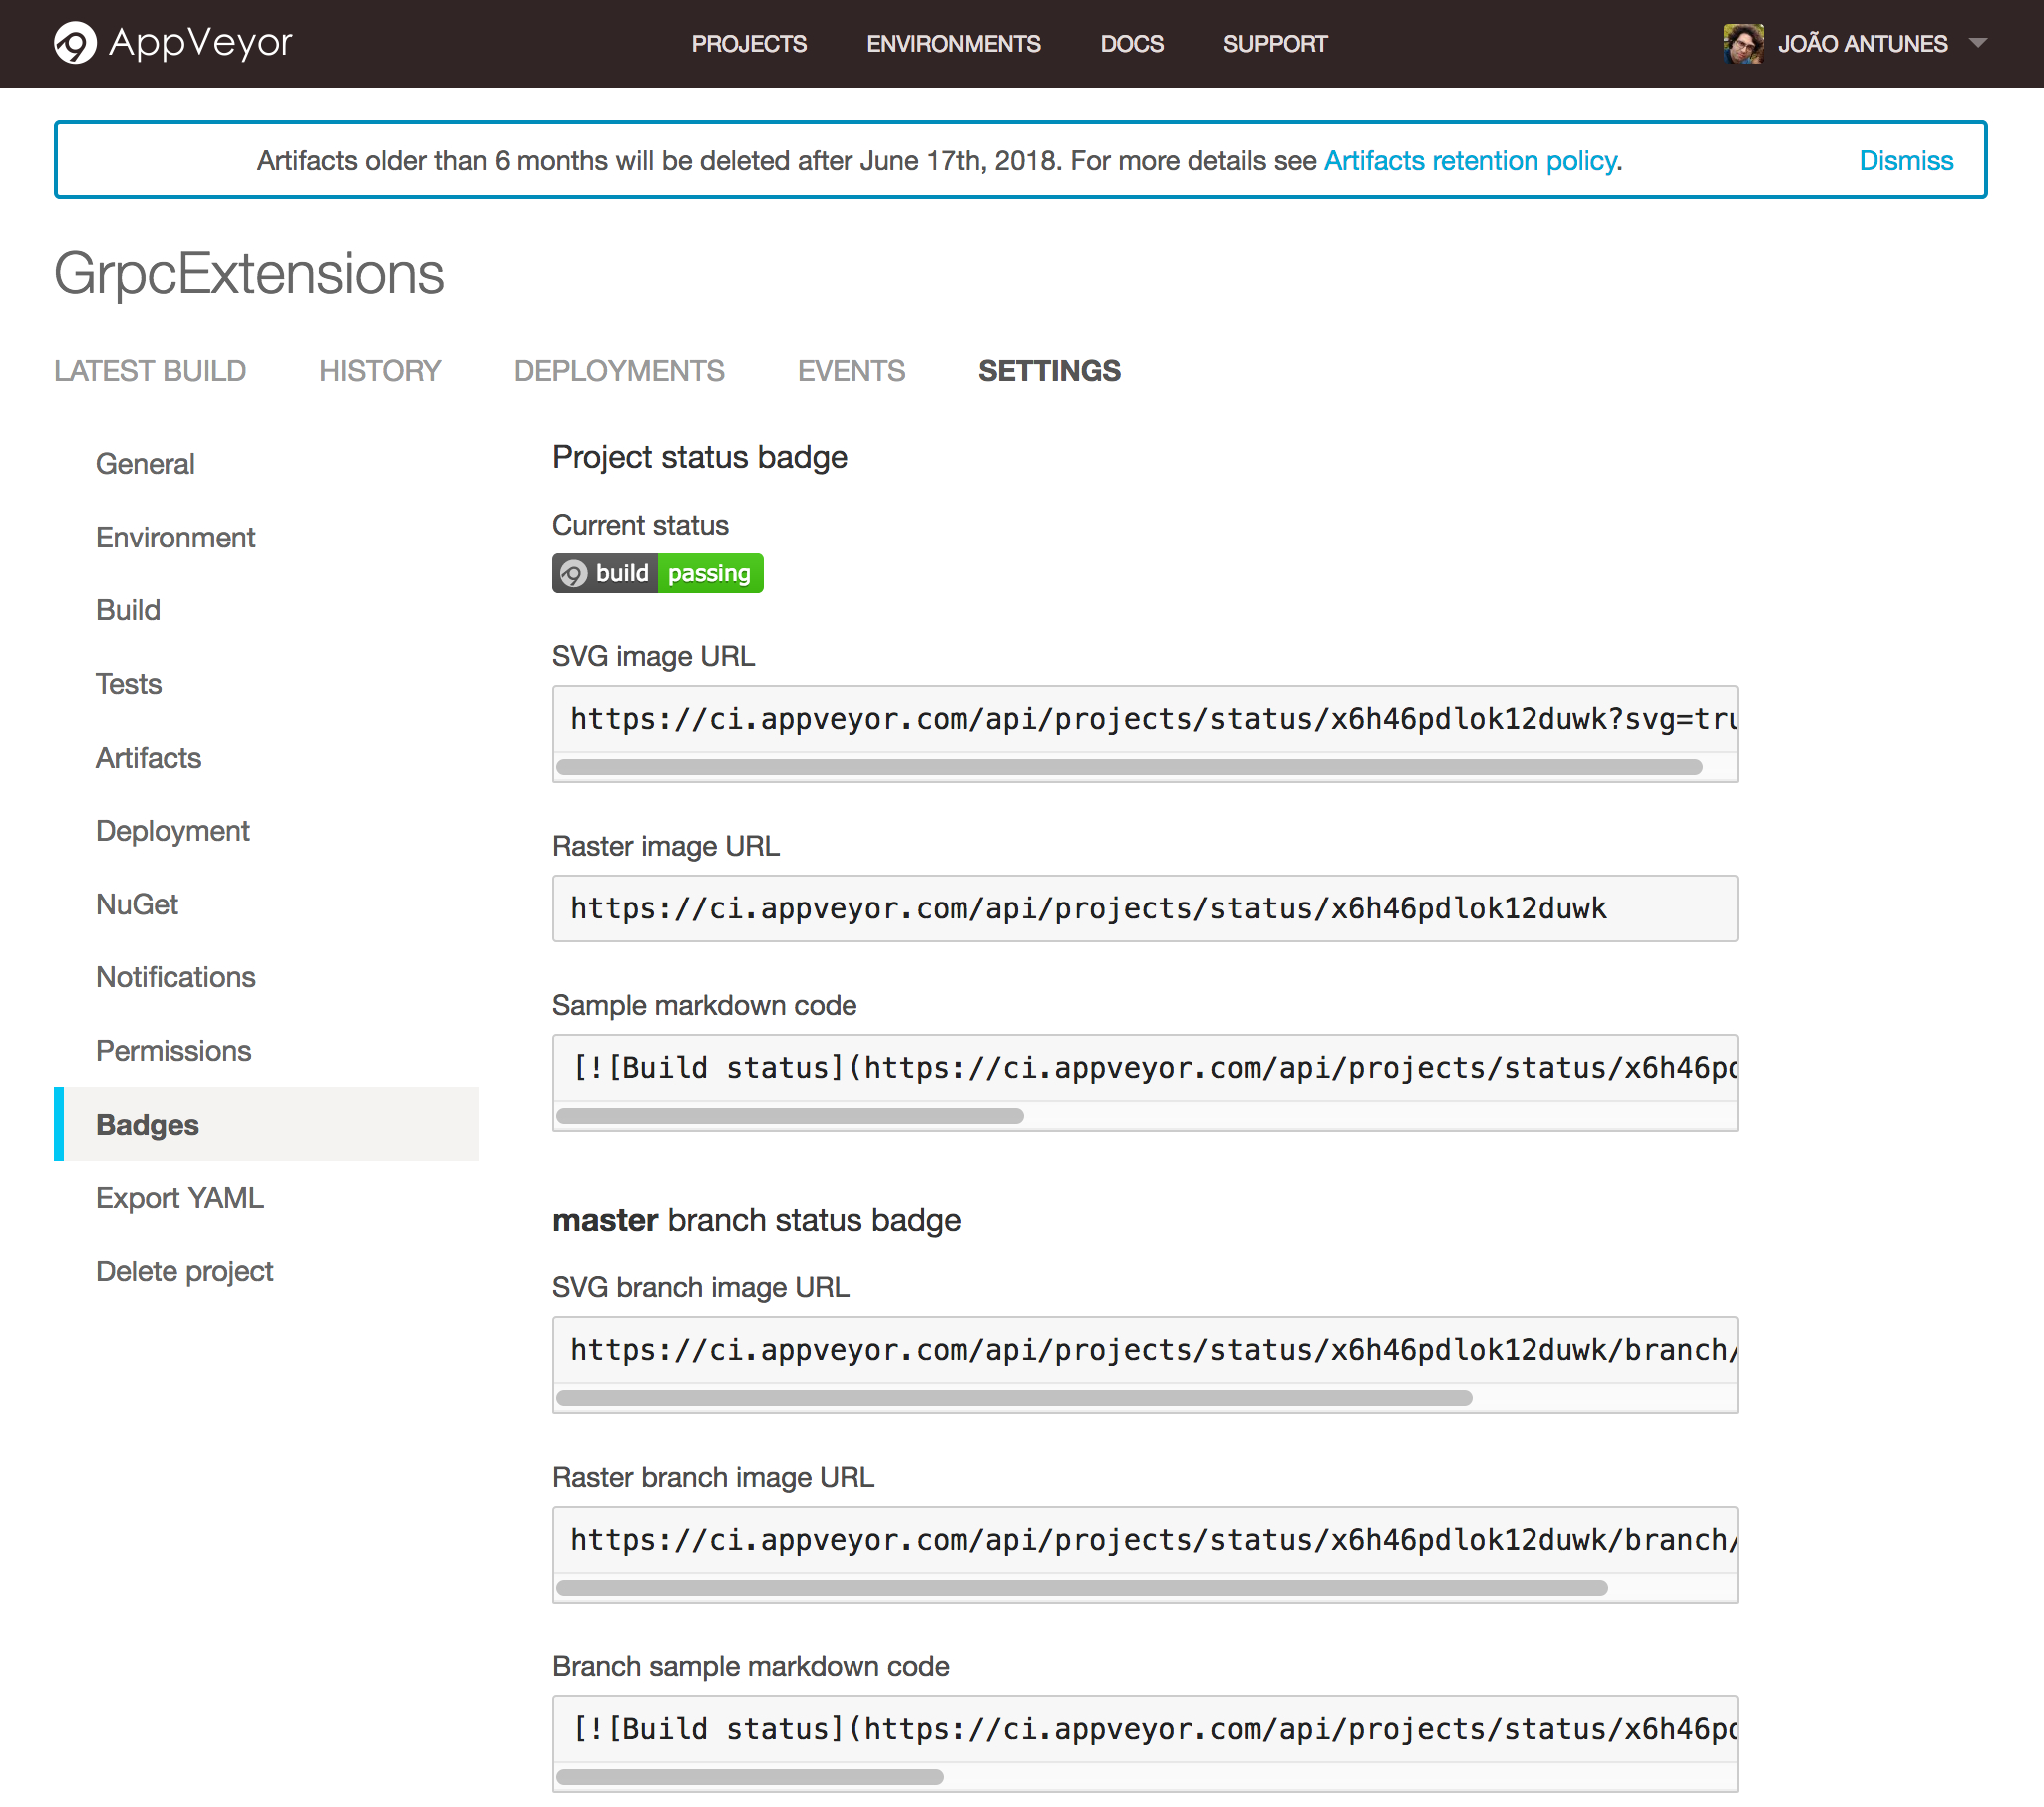 AppVeyor
PROJECTS ENVIRONMENTS DOCS SUPPORT
JOÃO ANTUNES
Artifacts older than 6 months will be deleted after June 17th, 2018. For more details see Artifacts retention policy.
Dismiss
GrpcExtensions
LATEST BUILD HISTORY DEPLOYMENTS EVENTS SETTINGS
General
Environment
Build
Tests
Artifacts
Deployment
NuGet
Notifications
Permissions
Badges
Export YAML
Delete project
Project status badge
Current status
build passing
SVG image URL
https://ci.appveyor.com/api/projects/status/x6h46pdlok12duwk?svg=tru
Raster image URL
https://ci.appveyor.com/api/projects/status/x6h46pdlok12duwk
Sample markdown code
[![Build status](https://ci.appveyor.com/api/projects/status/x6h46pd
master branch status badge
SVG branch image URL
https://ci.appveyor.com/api/projects/status/x6h46pdlok12duwk/branch/
Raster branch image URL
https://ci.appveyor.com/api/projects/status/x6h46pdlok12duwk/branch/
Branch sample markdown code
[![Build status](https://ci.appveyor.com/api/projects/status/x6h46pd